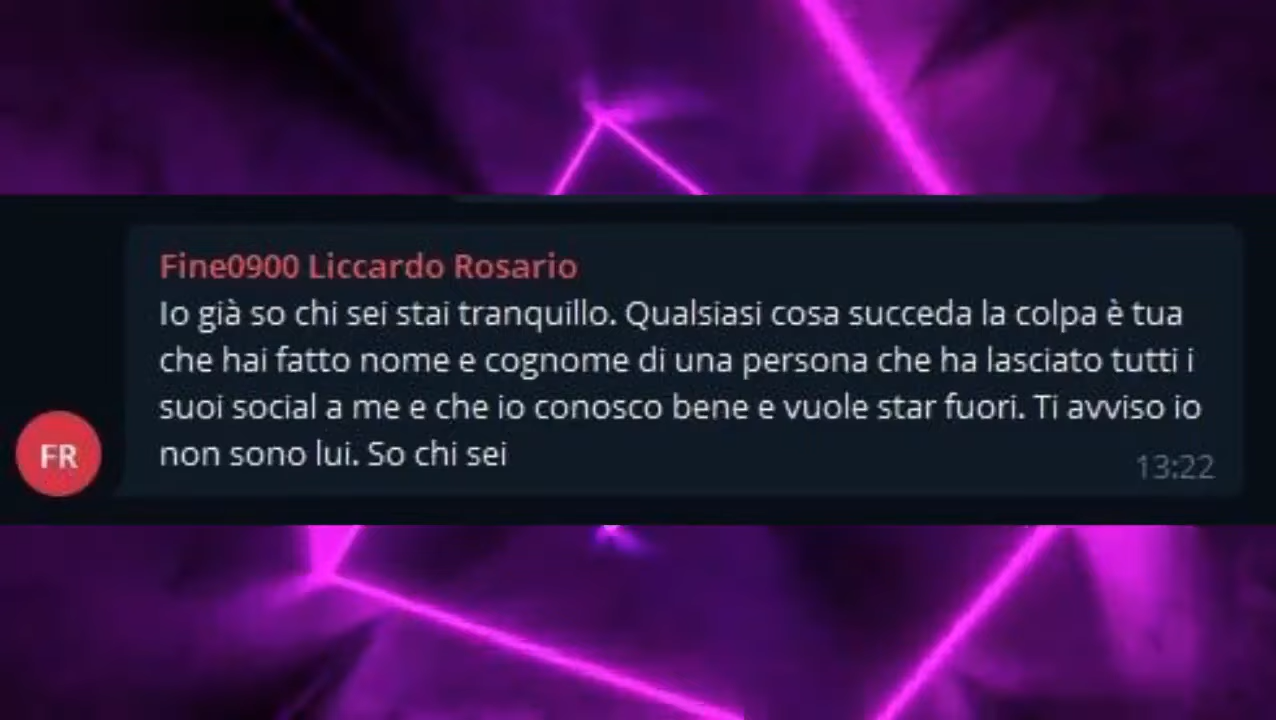 Fine0900 Liccardo Rosario
Io già so chi sei stai tranquillo. Qualsiasi cosa succeda la colpa è tua
che hai fatto nome e cognome di una persona che ha lasciato tutti i
suoi social a me e che io conosco bene e vuole star fuori. Ti avviso io
non sono lui. So chi sei
FR
13:22